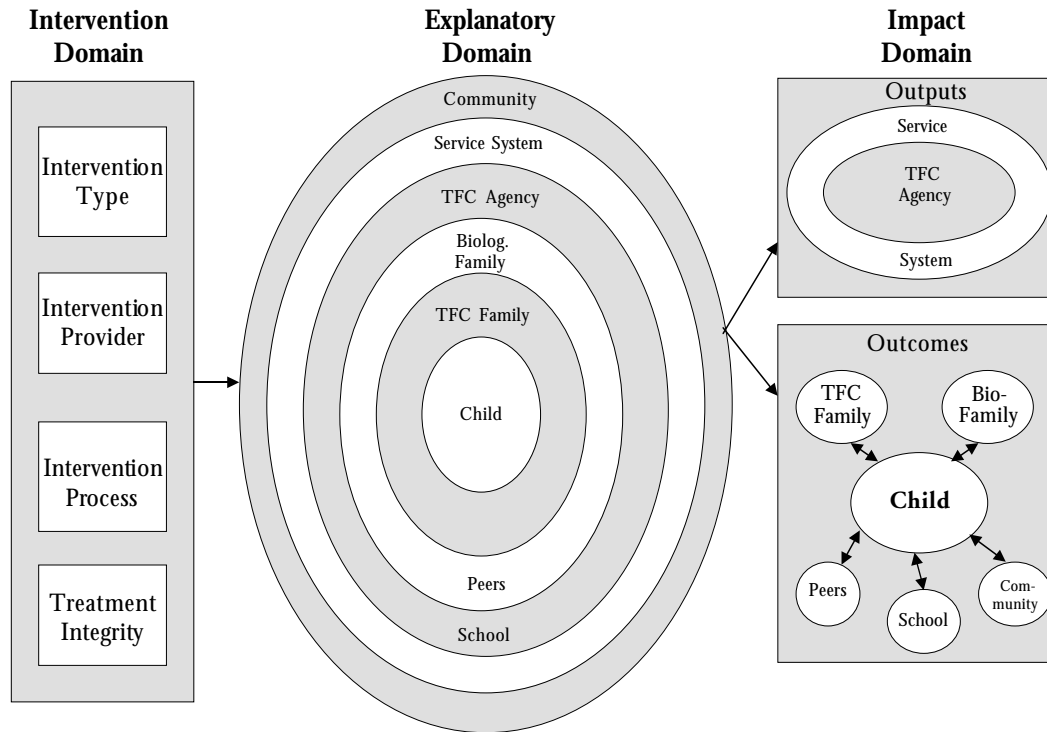 Intervention
Domain
Intervention
Type
Intervention
Provider
Intervention
Process
Treatment
Integrity
Explanatory
Domain
Community
Service System
TFC Agency
Biolog.
Family
TFC Family
Child
Peers
School
Impact
Domain
Outputs
Service
TFC
Agency
System
Outcomes
TFC
Family
Bio-
Family
Child
Peers
School
Com-
munity